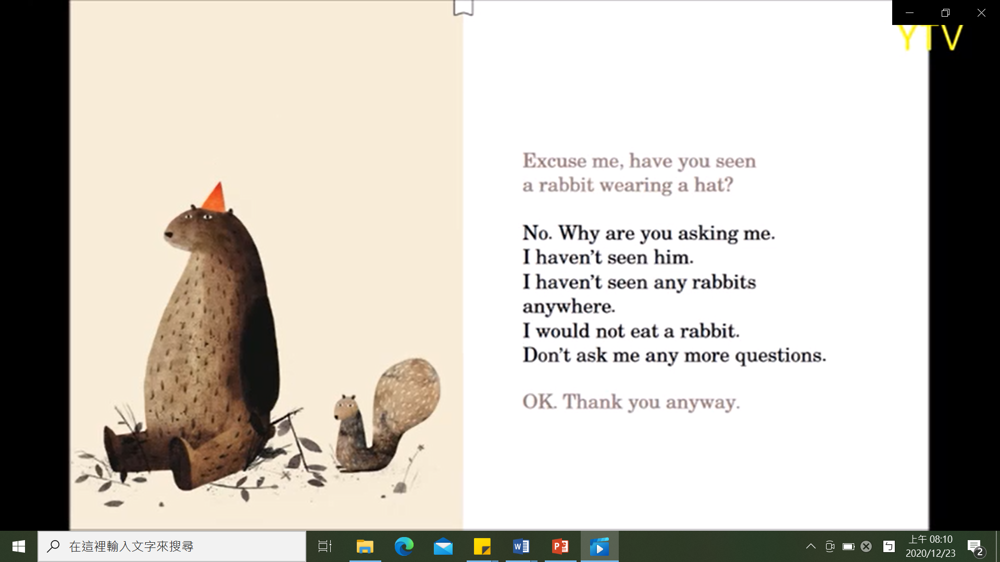 YTV
Excuse me, have you seen
a rabbit wearing a hat?
No. Why are you asking me.
I haven’t seen him.
I haven’t seen any rabbits
anywhere.
I would not eat a rabbit.
Don’t ask me any more questions.
OK. Thank you anyway.
在這裡輸入文字來搜尋
W
P
ㄅ
上午 08:10
2020/12/23
2